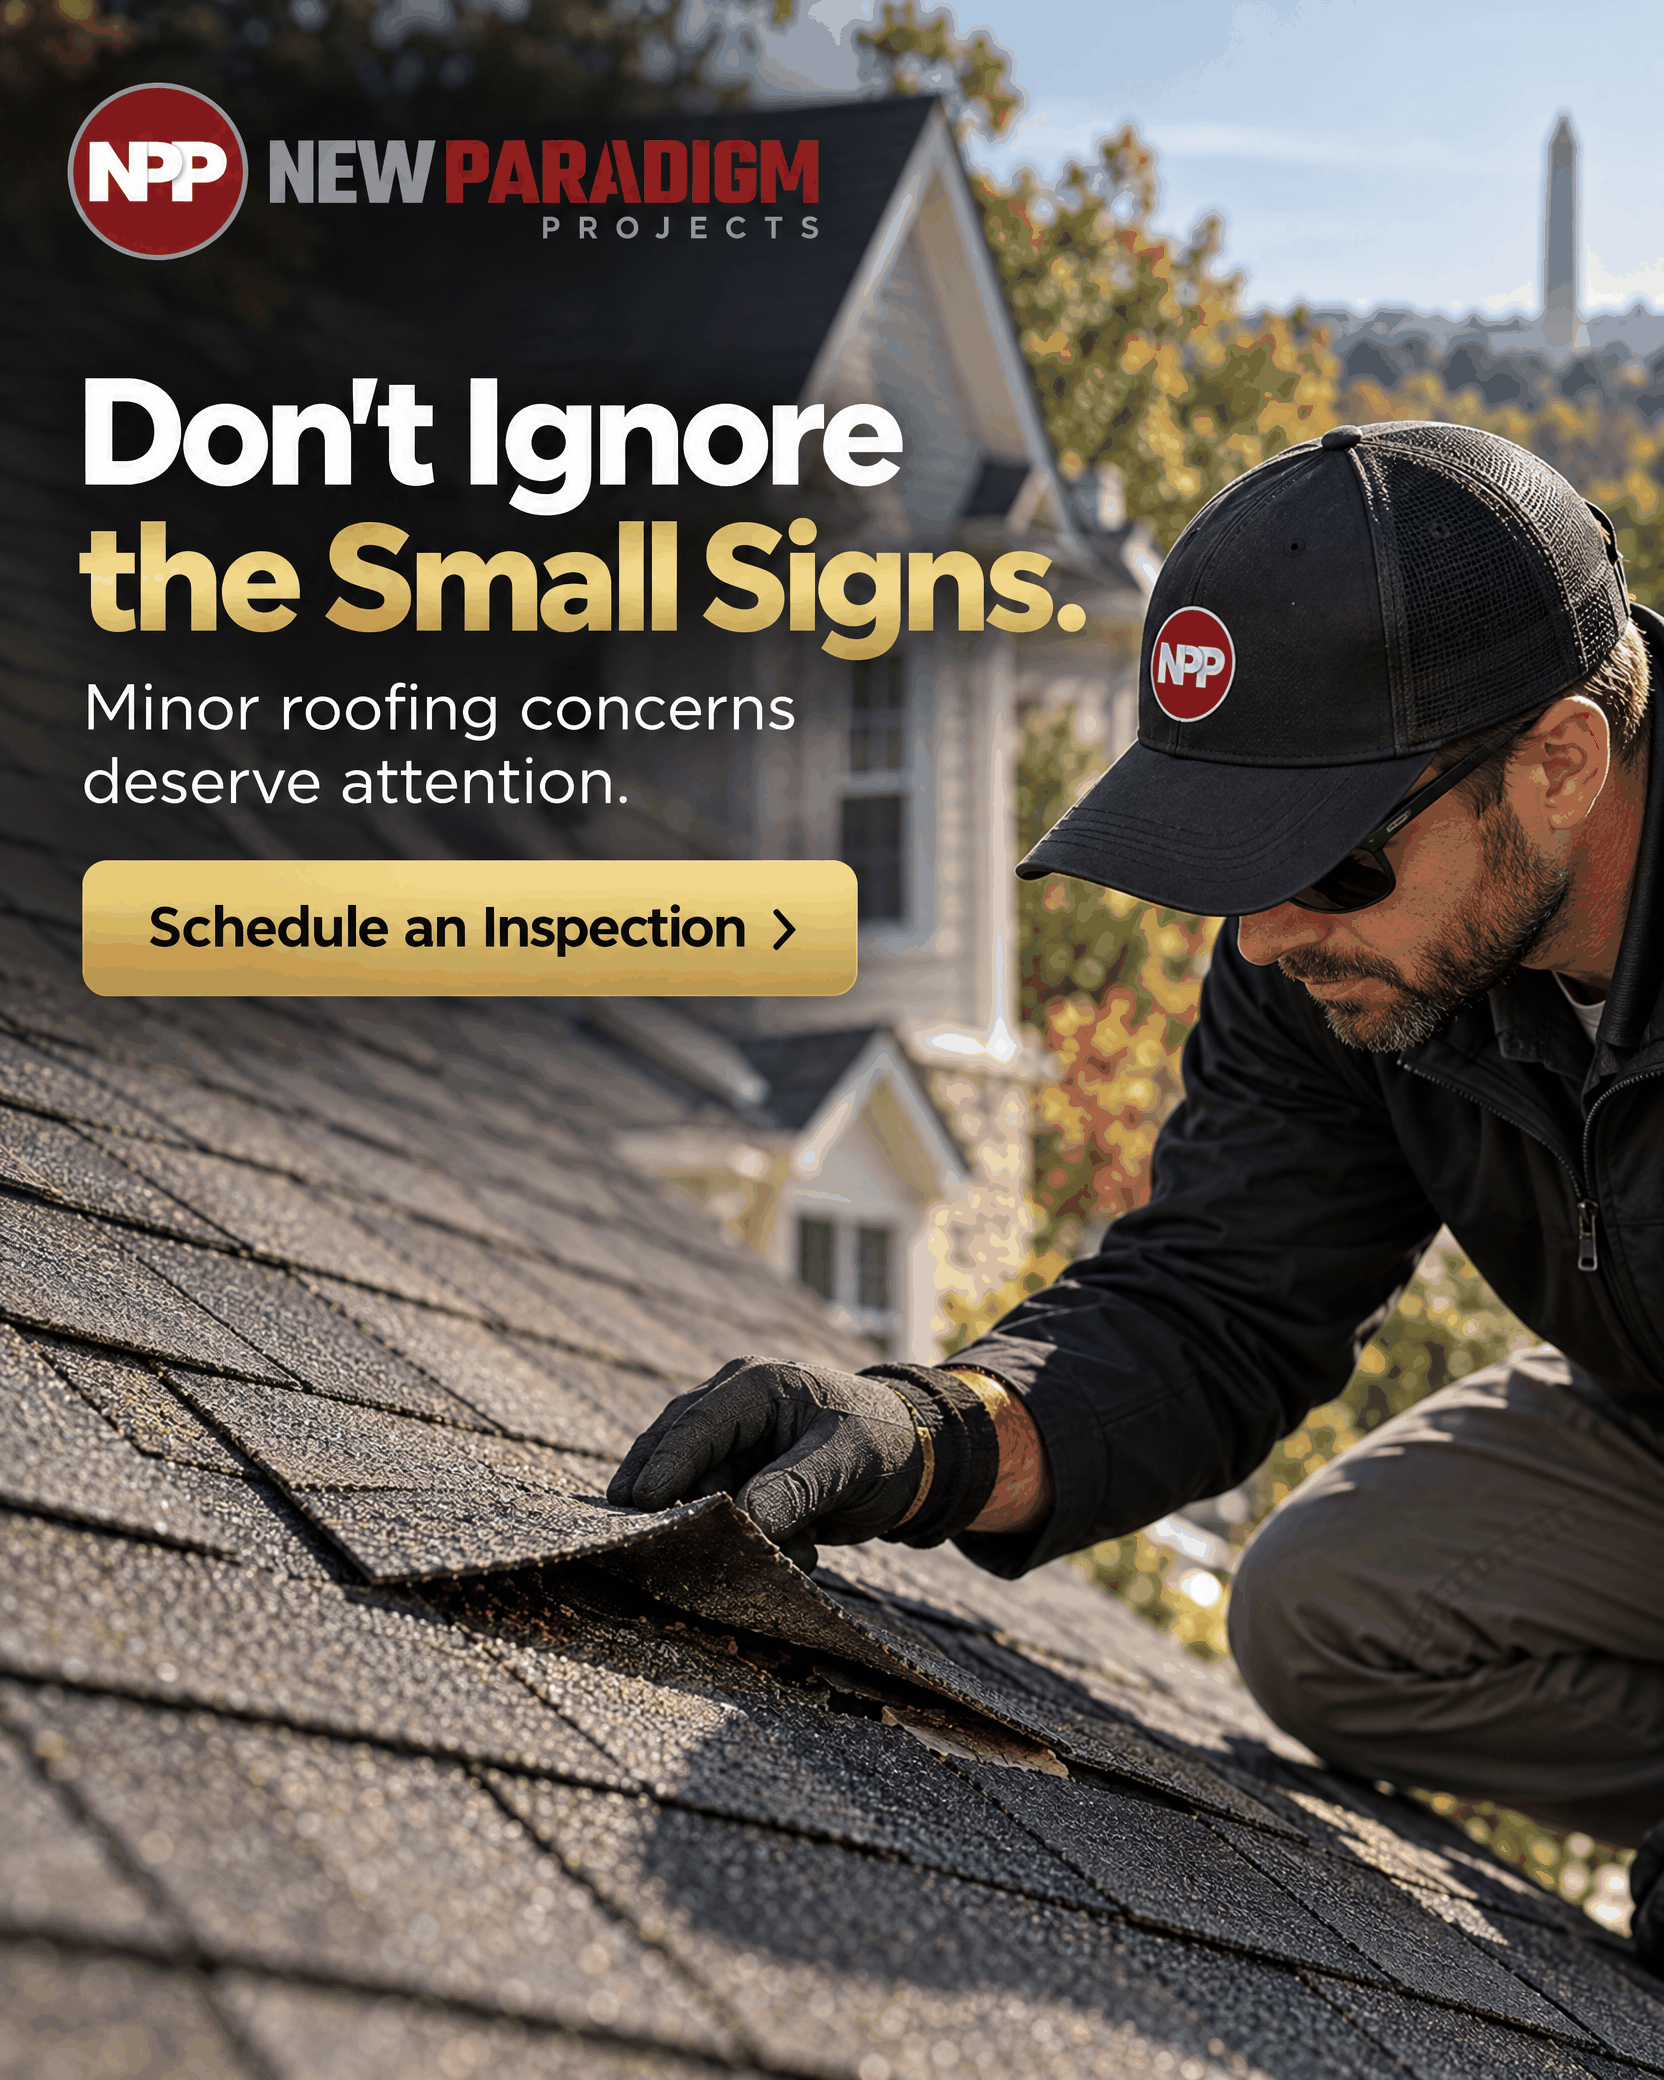 NPP NEW PARADIGM
PROJECTS
Don't Ignore
the Small Signs.
Minor roofing concerns
deserve attention.
Schedule an Inspection >
NPP